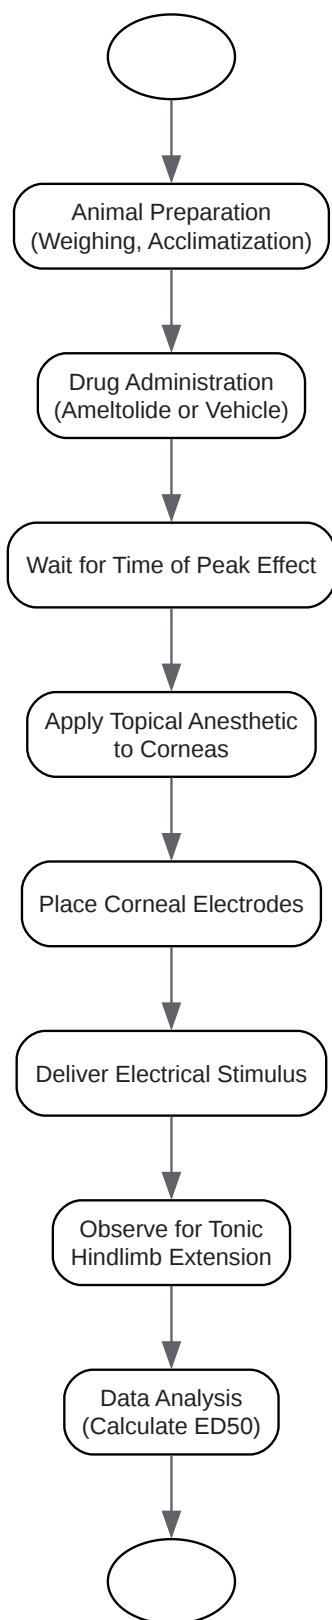 Animal Preparation
(Weighing, Acclimatization)
Drug Administration
(Ameltolide or Vehicle)
Wait for Time of Peak Effect
Apply Topical Anesthetic
to Corneas
Place Corneal Electrodes
Deliver Electrical Stimulus
Observe for Tonic
Hindlimb Extension
Data Analysis
(Calculate ED50)